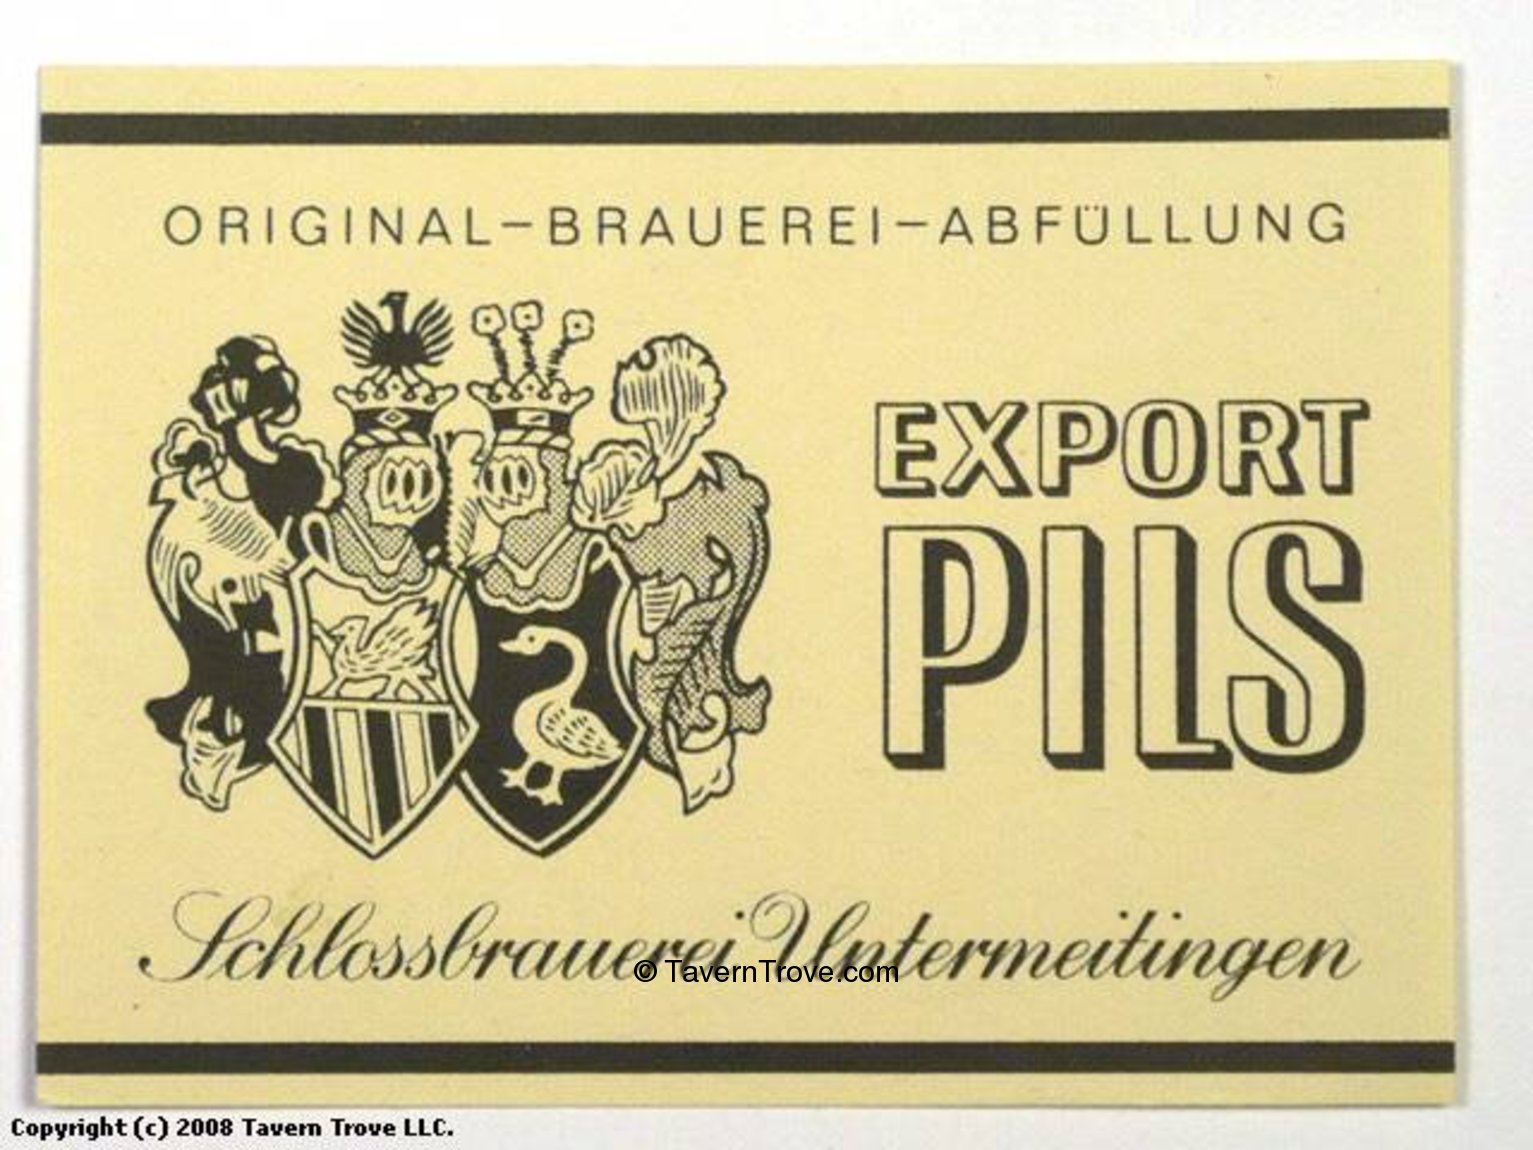 ORIGINAL-BRAUEREI-ABFÜLLUNG
EXPORT
PILS
Schlossbrauerei Untermeitingen
© TavernTrove.com
Copyright (c) 2008 Tavern Trove LLC.